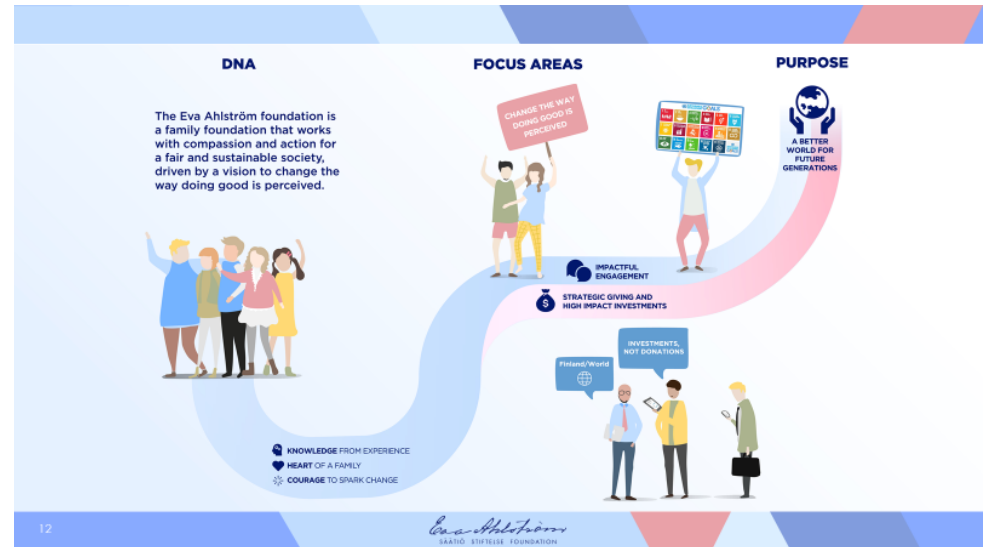 DNA
The Eva Ahlström foundation is
a family foundation that works
with compassion and action for
a fair and sustainable society,
driven by a vision to change the
way doing good is perceived.
KNOWLEDGE FROM EXPERIENCE
HEART OF A FAMILY
COURAGE TO SPARK CHANGE
FOCUS AREAS
CHANGE THE WAY
DOING GOOD IS
PERCEIVED
IMPACTFUL
ENGAGEMENT
$
STRATEGIC GIVING AND
HIGH IMPACT INVESTMENTS
Finland/World
INVESTMENTS,
NOT DONATIONS
PURPOSE
A BETTER
WORLD FOR
FUTURE
GENERATIONS
12
Eva Ahlström
SÄÄTIÖ STIFTELSE FOUNDATION